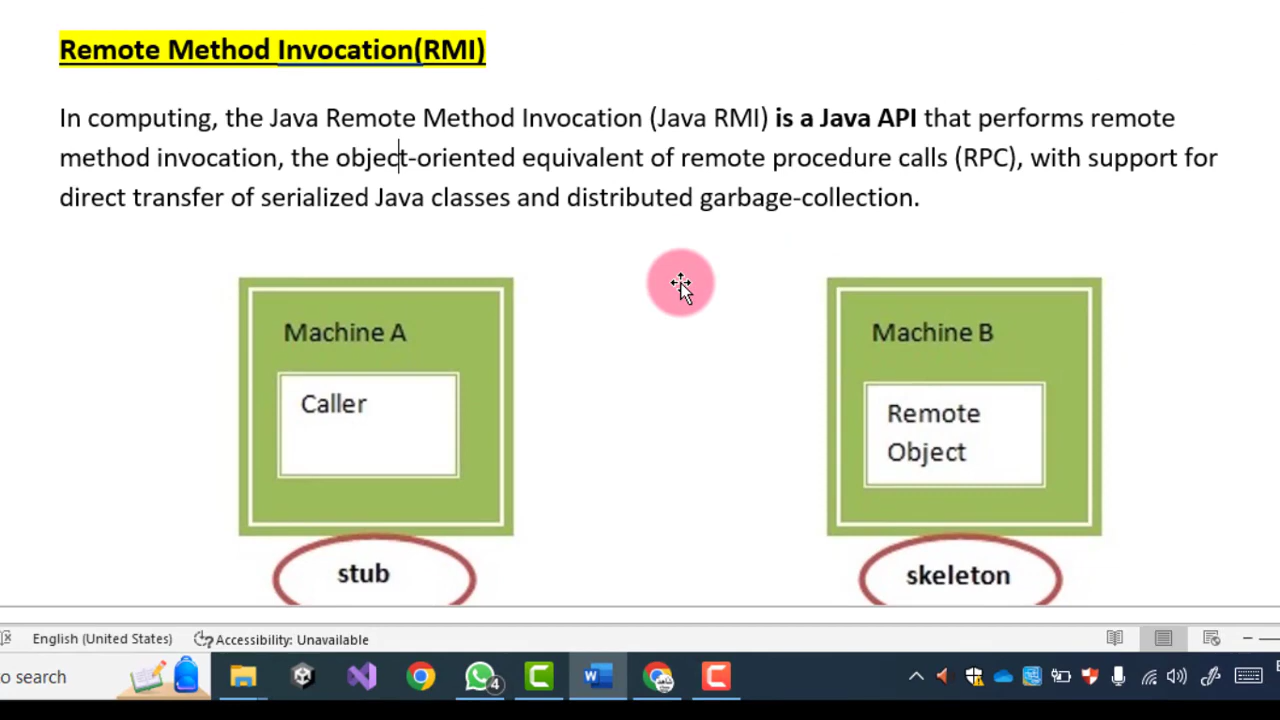 Remote Method Invocation(RMI)
In computing, the Java Remote Method Invocation (Java RMI) is a Java API that performs remote
method invocation, the object-oriented equivalent of remote procedure calls (RPC), with support for
direct transfer of serialized Java classes and distributed garbage-collection.
Machine A
Caller
Machine B
Remote
Object
stub
skeleton
English (United States)
Accessibility: Unavailable
o search
4